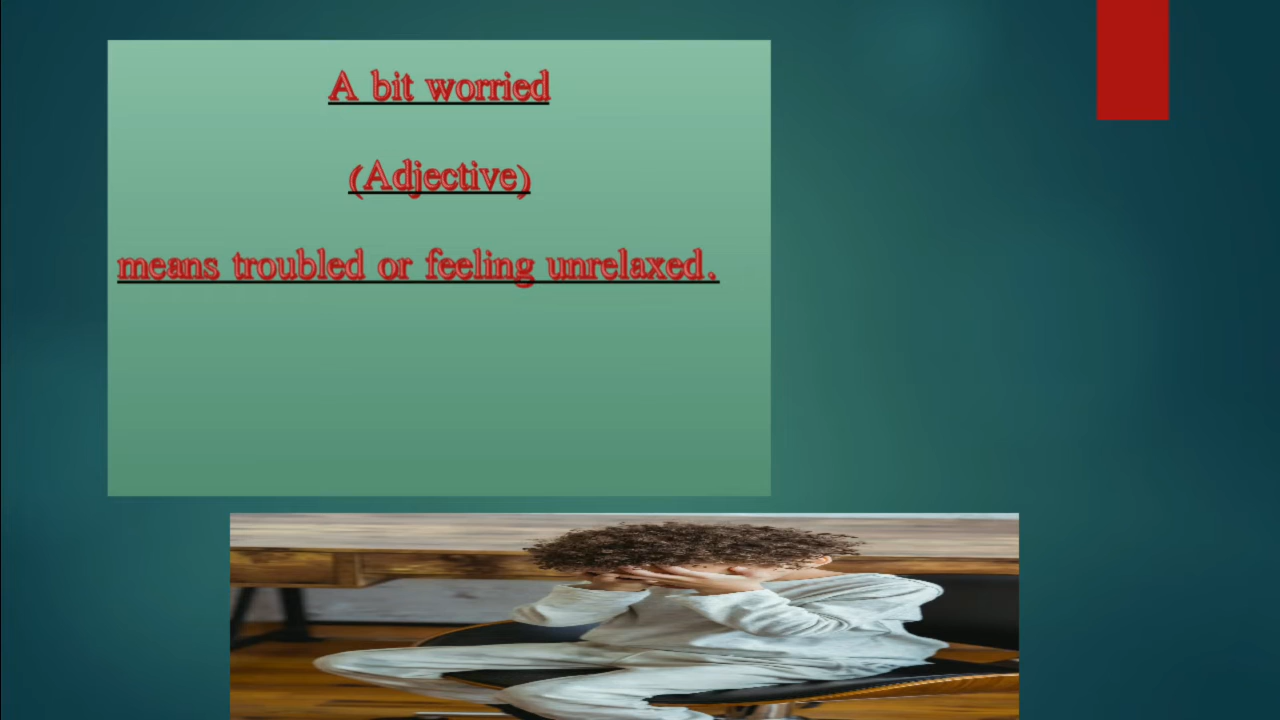 A bit worried
(Adjective)
means troubled or feeling unrelaxed.